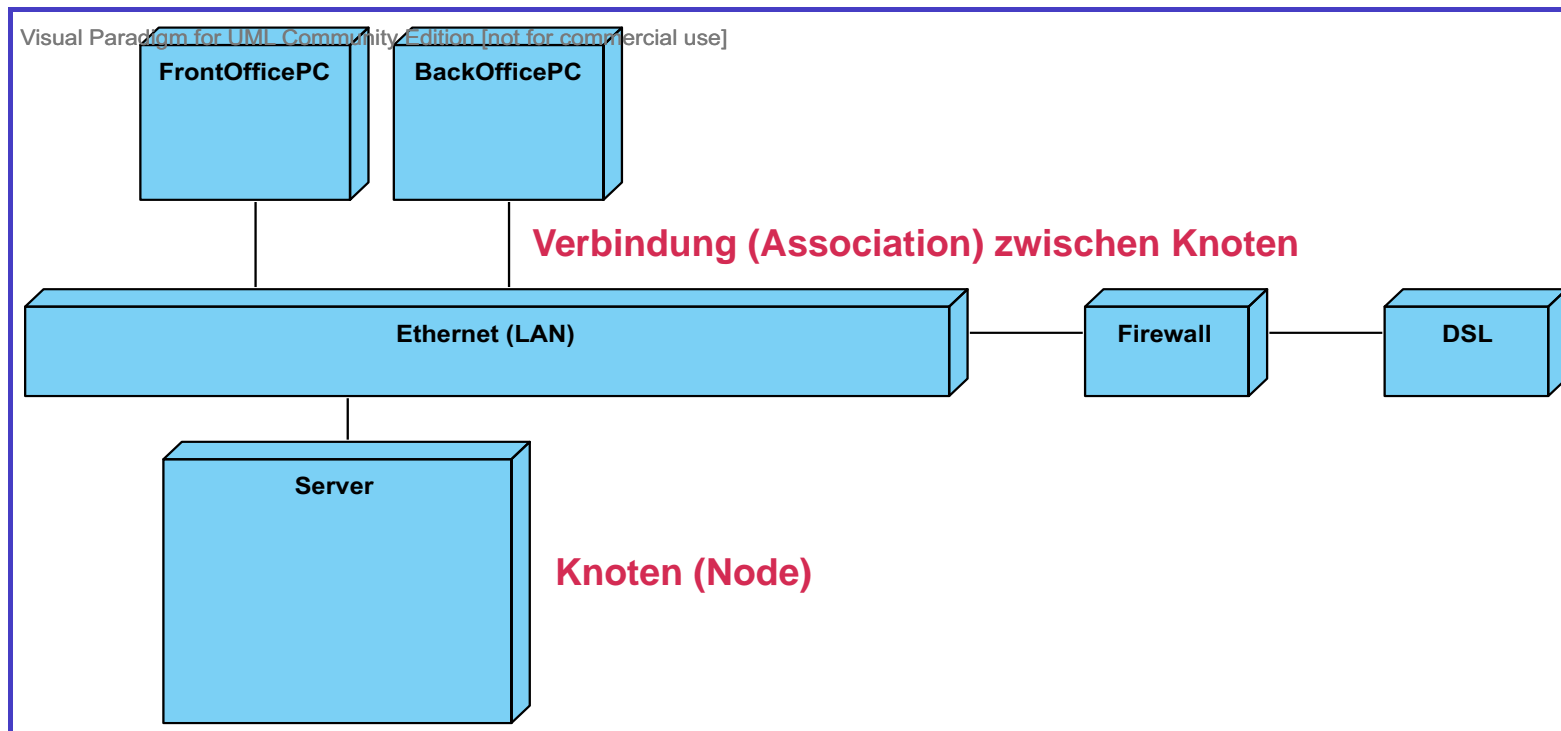 Visual Paradigm for UML Community Edition [not for commercial use]
FrontOfficePC
BackOfficePC
Verbindung (Association) zwischen Knoten
Ethernet (LAN)
Firewall
DSL
Server
Knoten (Node)